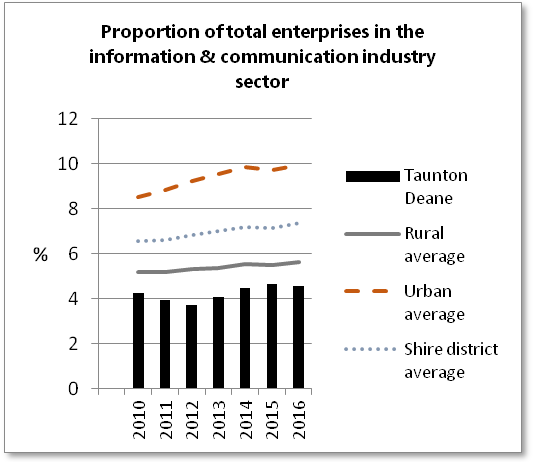 Proportion of total enterprises in the
information & communication industry
sector
12
10
8
6
4
2
0
%
2010
2011
2012
2013
2014
2015
2016
Taunton
Deane
Rural
average
Urban
average
Shire district
average